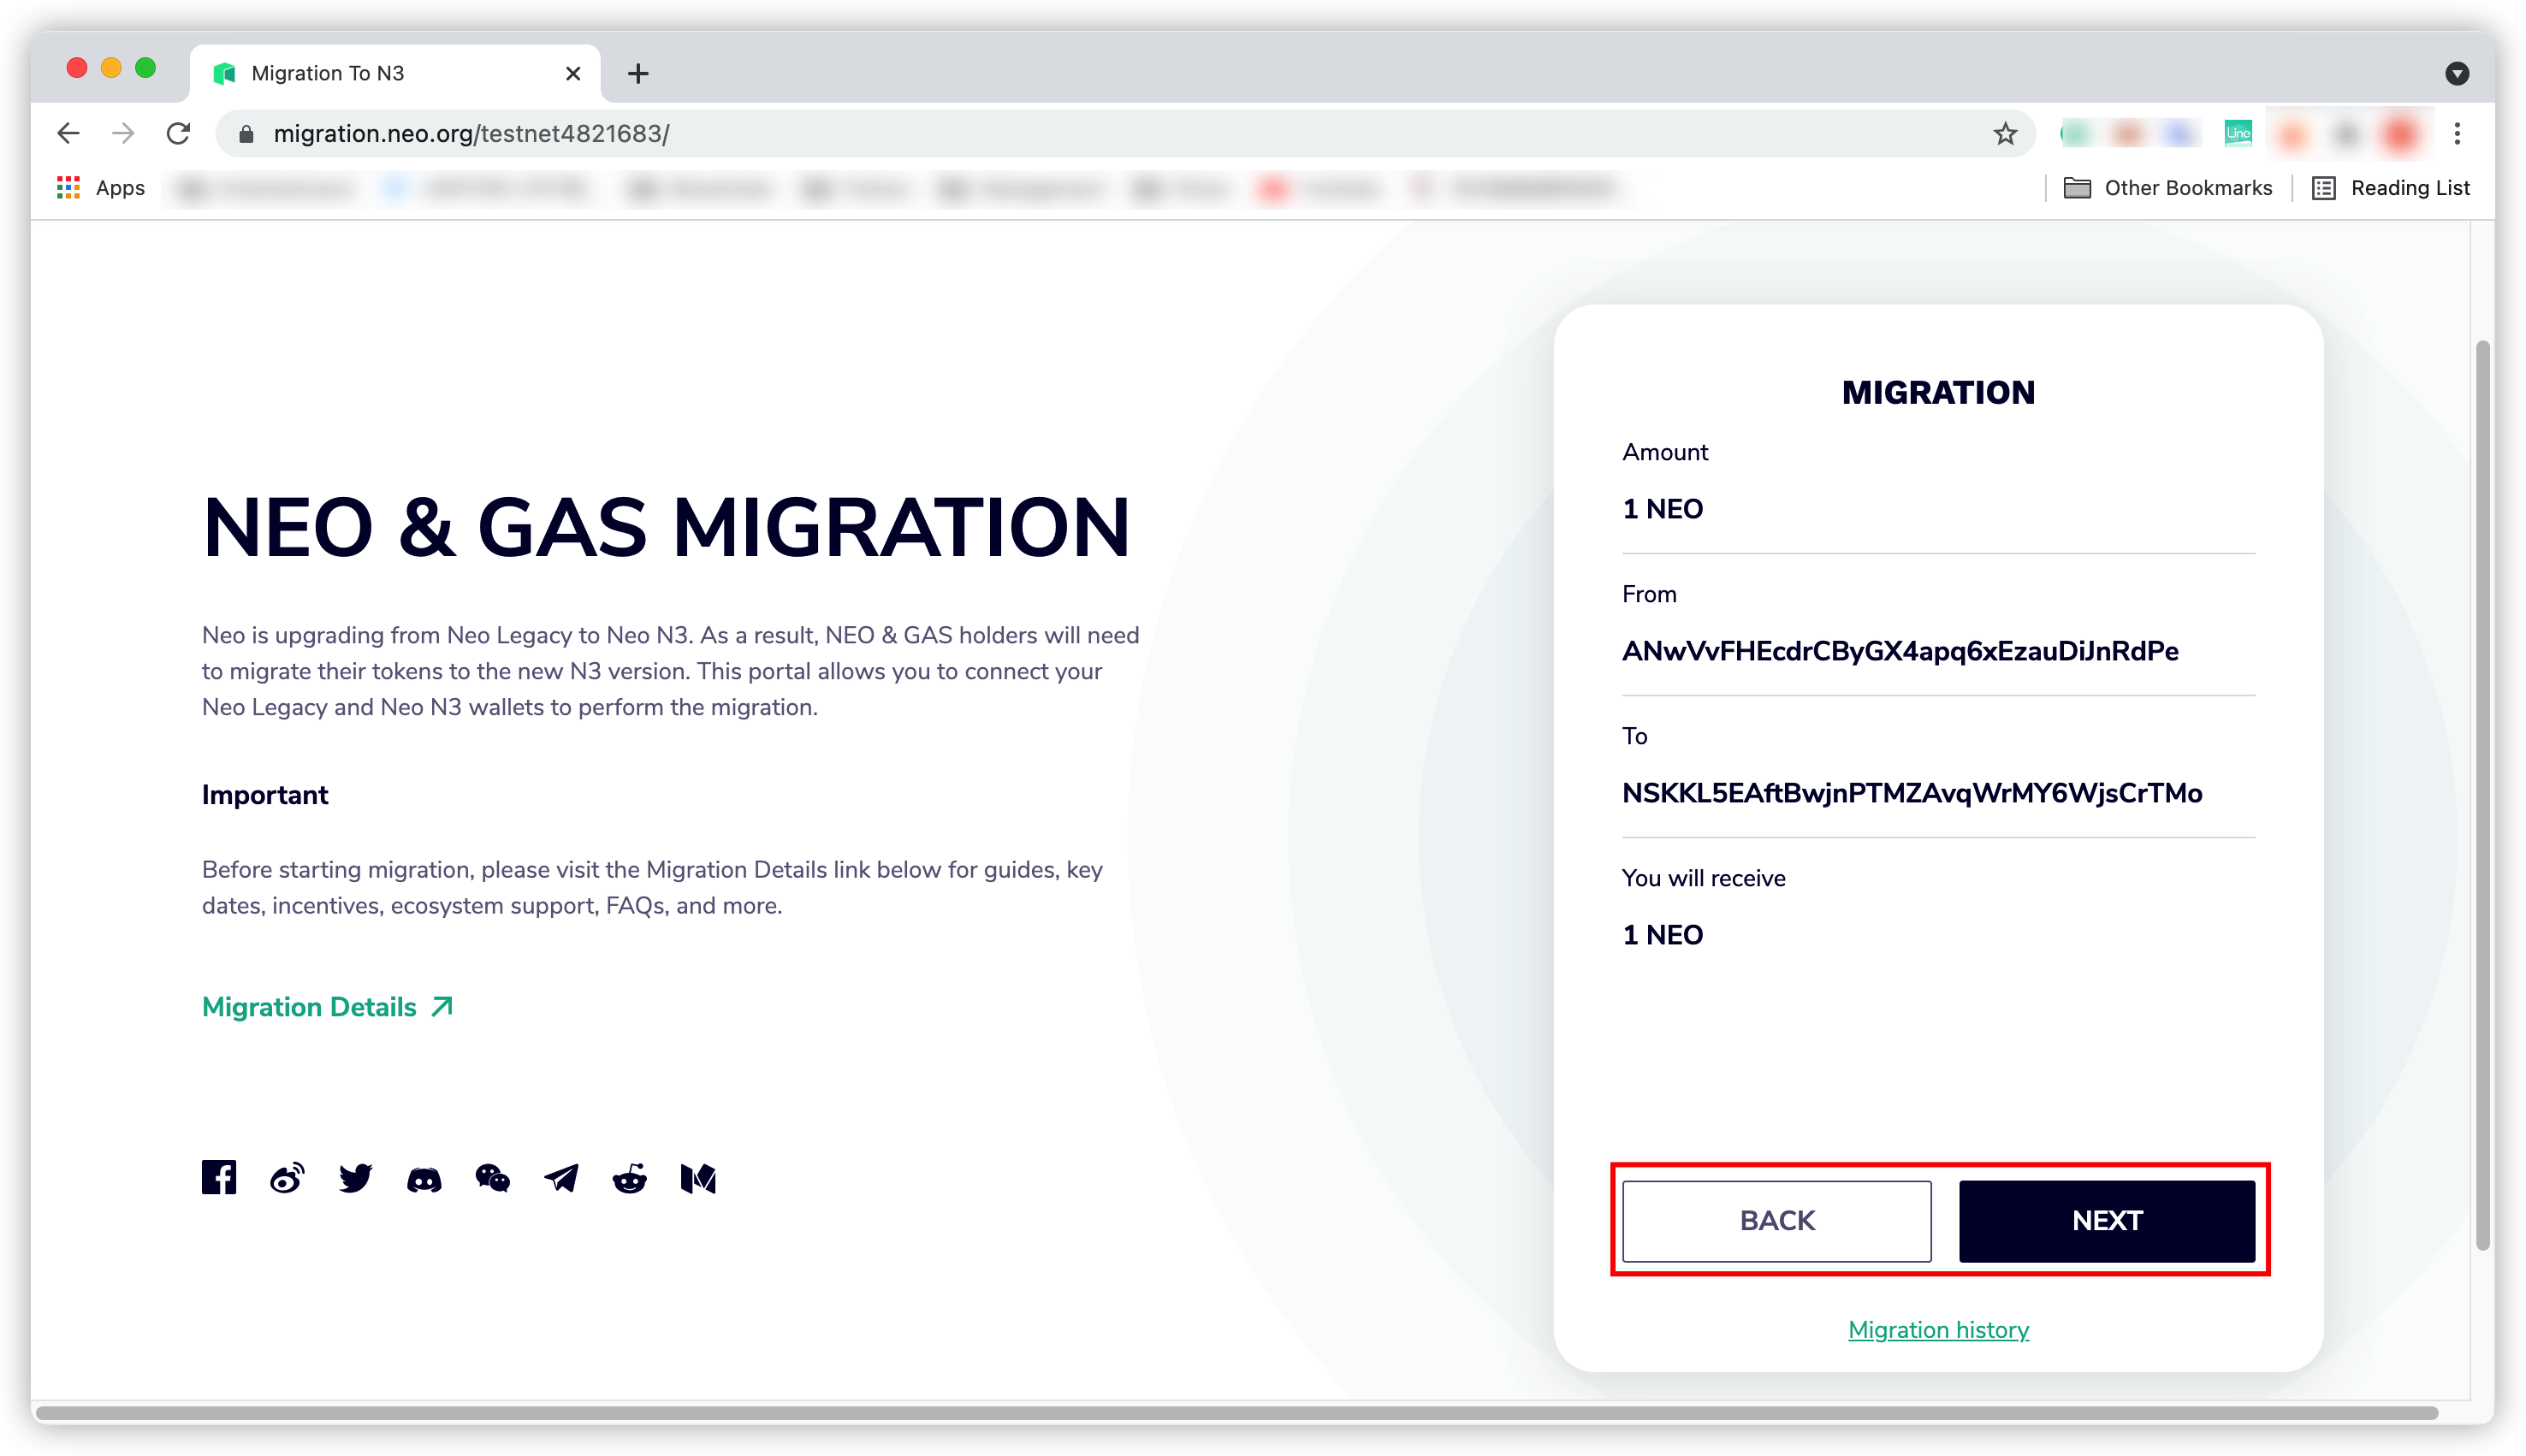 Migration To N3
migration.neo.org/testnet4821683/
Line
Apps
Other Bookmarks
Reading List
NEO & GAS MIGRATION
Neo is upgrading from Neo Legacy to Neo N3. As a result, NEO & GAS holders will need
to migrate their tokens to the new N3 version. This portal allows you to connect your
Neo Legacy and Neo N3 wallets to perform the migration.
Important
Before starting migration, please visit the Migration Details link below for guides, key
dates, incentives, ecosystem support, FAQs, and more.
Migration Details
MIGRATION
Amount
1 NEO
From
ANwVvFHEcdrCByGX4apq6xEzauDiJnRdPe
To
NSKKL5EAftBwjnPTMZAvqWrMY6WjsCrTMo
You will receive
1 NEO
BACK
NEXT
Migration history